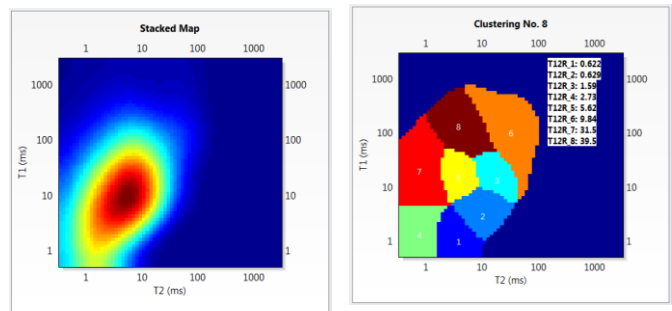 Stacked Map
1 10 100 1000
1000
100
10
1
T1 (ms)
1000
100
10
1
1 10 100 1000
T2 (ms)
Clustering No. 8
1 10 100 1000
1000
100
10
1
T1 (ms)
T12R_1: 0.622
T12R_2: 0.629
T12R_3: 1.59
T12R_4: 2.73
T12R_5: 5.62
T12R_6: 9.84
T12R_7: 31.5
T12R_8: 39.5
8
6
7
5
3
2
4
1
1000
100
10
1
1 10 100 1000
T2 (ms)